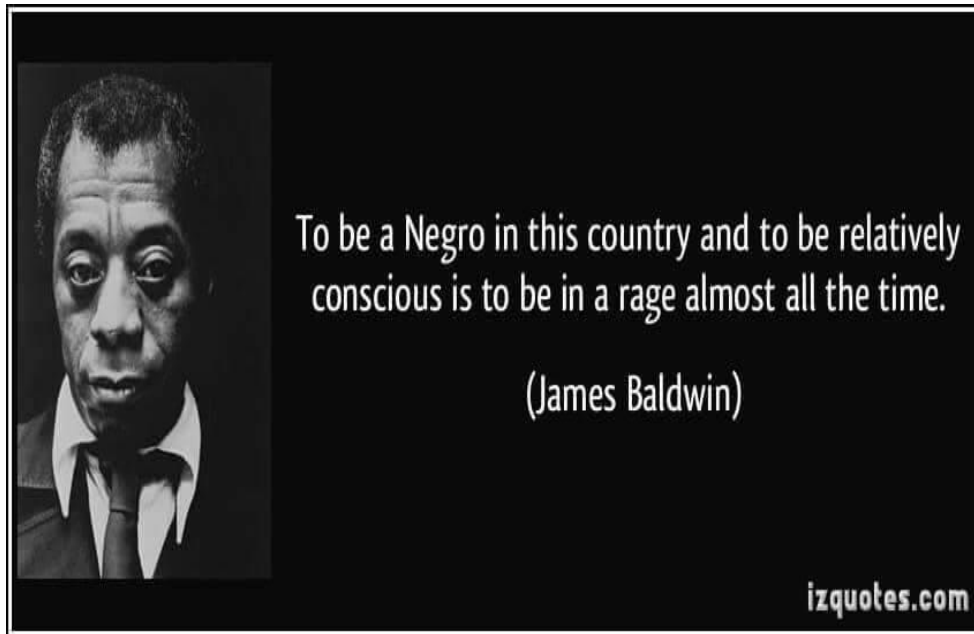 To be a Negro in this country and to be relatively
conscious is to be in a rage almost all the time.
(James Baldwin)
izquotes.com